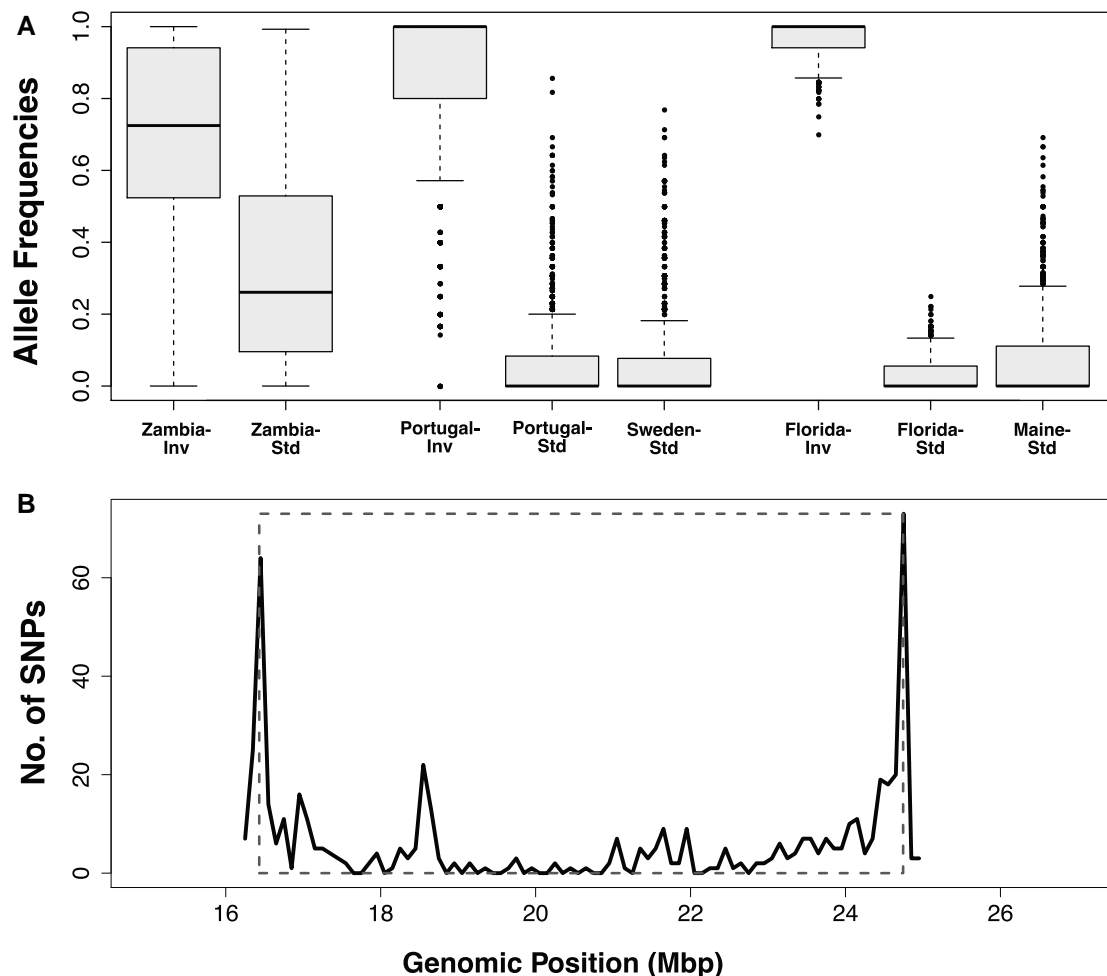 A
Allele Frequencies
1.0
0.8
0.6
0.4
0.2
0.0
Zambia-
Inv
Zambia-
Std
Portugal-
Inv
Portugal-
Std
Sweden-
Std
Florida-
Inv
Florida-
Std
Maine-
Std
B
No. of SNPs
60
40
20
0
16
18
20
22
24
26
Genomic Position (Mbp)